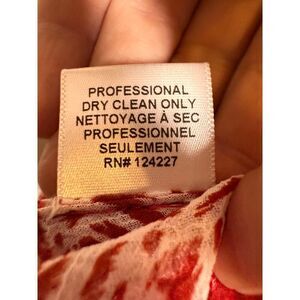 PROFESSIONAL
DRY CLEAN ONLY
NETTOYAGE À SEC
PROFESSIONNEL
SEULEMENT
RN# 124227